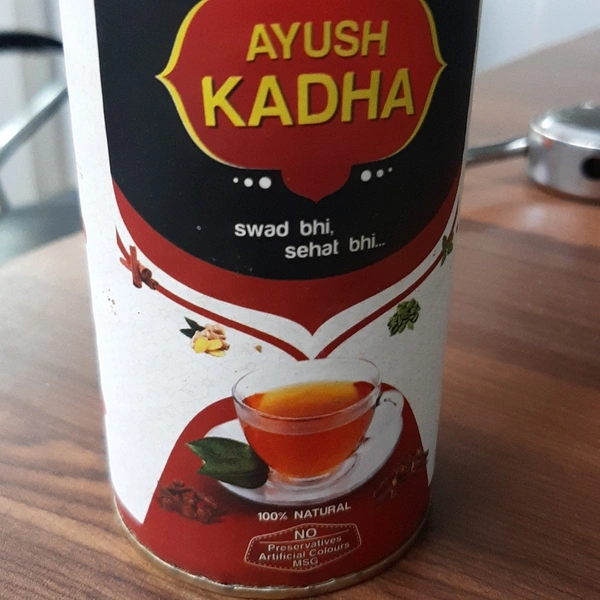 AYUSH
KADHA
swad bhi,
sehat bhi...
100% NATURAL
NO
Preservatives
Artificial Colours
MSG